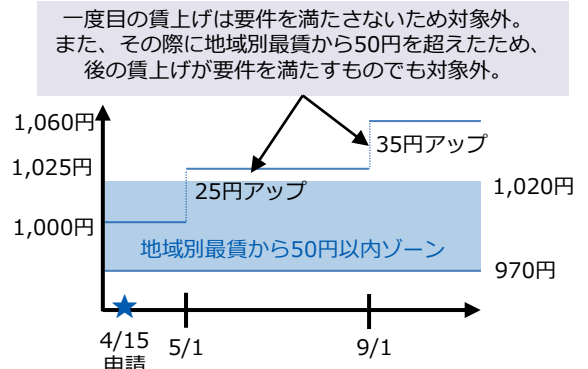 一度目の賃上げは要件を満たさないため対象外。
また、その際に地域別最賃から50円を超えたため、
後の賃上げが要件を満たすものでも対象外。
1,060円
35円アップ
1,025円
25円アップ
1,020円
1,000円
地域別最賃から50円以内ゾーン
970円
4/15
申請
5/1
9/1